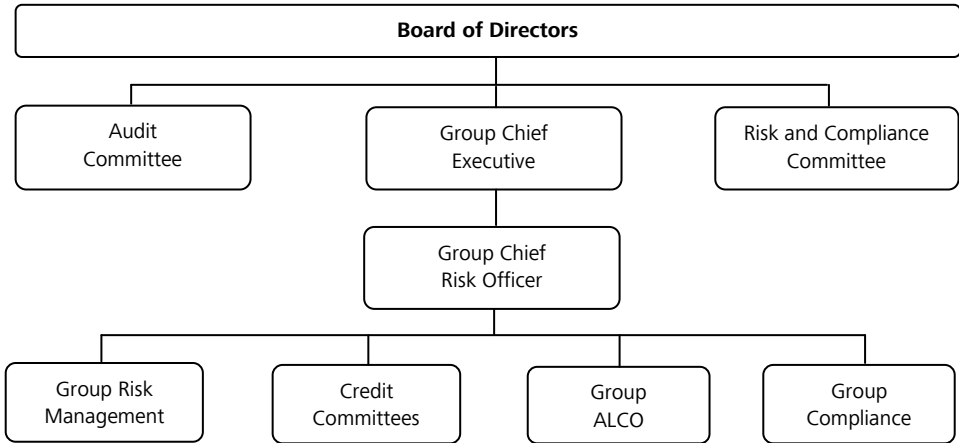 Board of Directors
Audit
Committee
Group Chief
Executive
Risk and Compliance
Committee
Group Chief
Risk Officer
Group Risk
Management
Credit
Committees
Group
ALCO
Group
Compliance